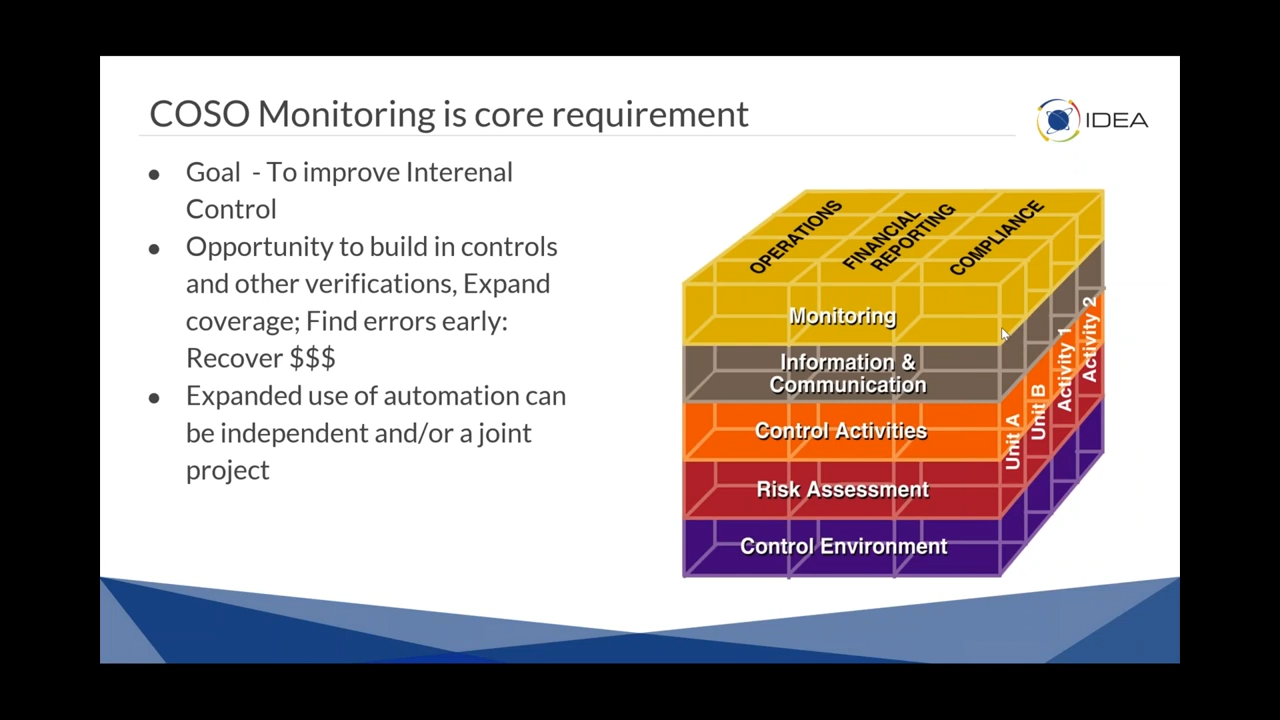 COSO Monitoring is core requirement
IDEA
● Goal - To improve Interenal
Control
● Opportunity to build in controls
and other verifications, Expand
coverage; Find errors early:
Recover $$$
● Expanded use of automation can
be independent and/or a joint
project
OPERATIONS
FINANCIAL
REPORTING
COMPLIANCE
Monitoring
Information &
Communication
Control Activities
Risk Assessment
Control Environment
Unit A
Unit B
Activity 1
Activity 2